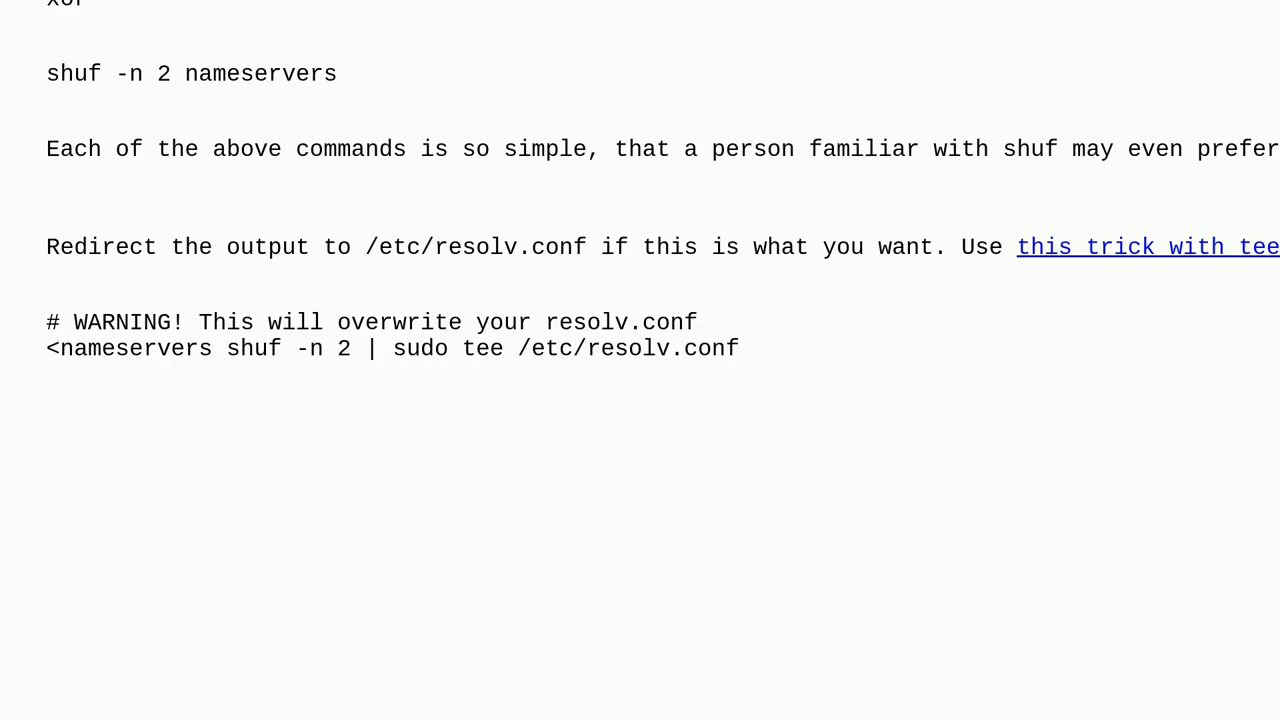 xor
shuf -n 2 nameservers
Each of the above commands is so simple, that a person familiar with shuf may even prefer
Redirect the output to /etc/resolv.conf if this is what you want. Use this trick with tee
# WARNING! This will overwrite your resolv.conf
<nameservers shuf -n 2 | sudo tee /etc/resolv.conf